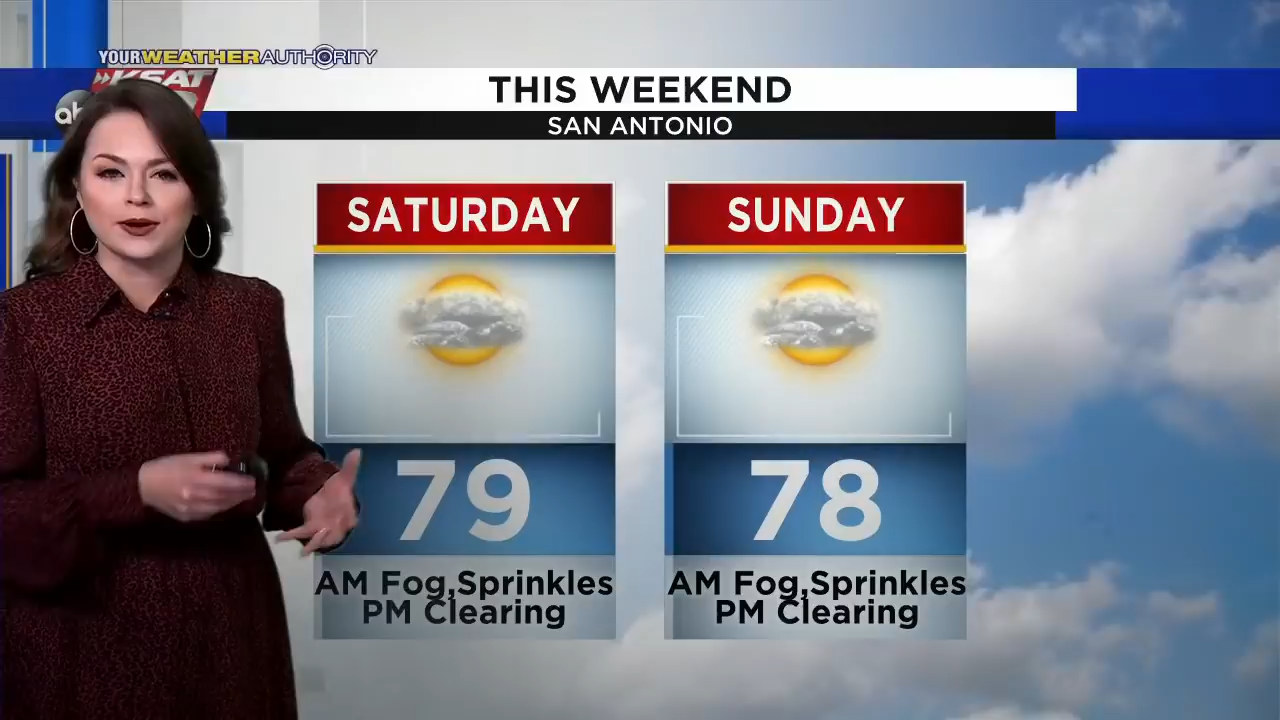 YOURWEATHERAUTHORITY
KSAT
abc
THIS WEEKEND
SAN ANTONIO
SATURDAY
79
AM Fog,Sprinkles
PM Clearing
SUNDAY
78
AM Fog,Sprinkles
PM Clearing